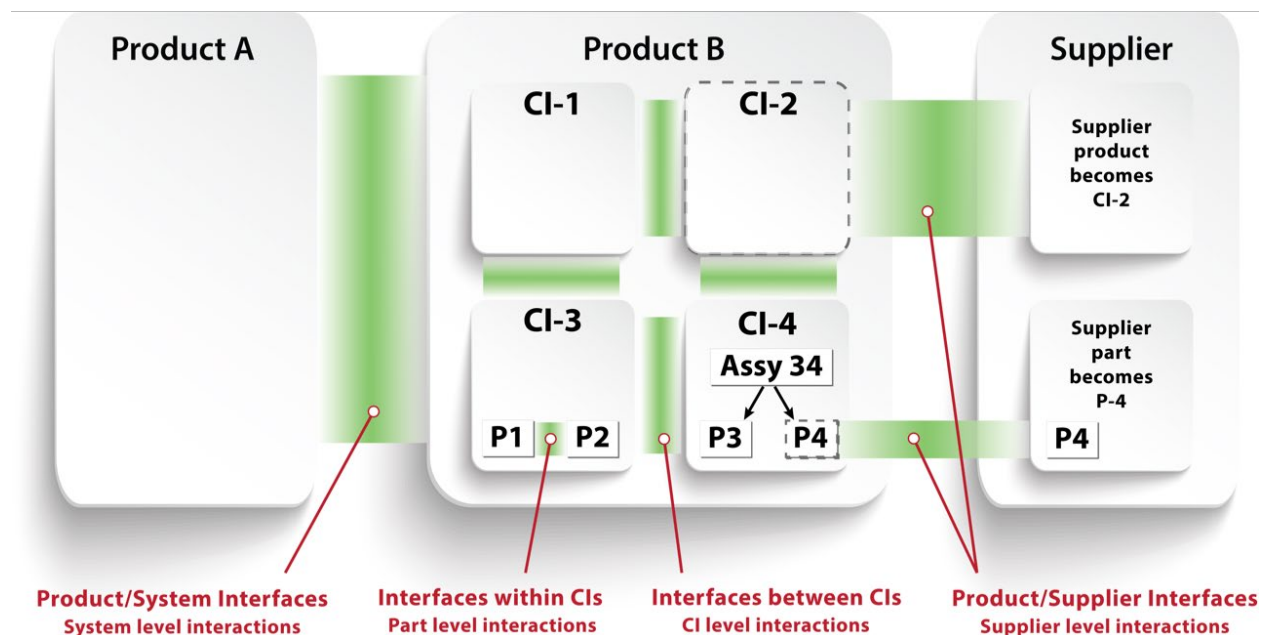 Product A
Product B
Supplier
CI-1
CI-2
Supplier
product
becomes
CI-2
CI-3
CI-4
Assy 34
P1
P2
P3
P4
Supplier
part
becomes
P-4
P4
Product/System Interfaces
System level interactions
Interfaces within CIs
Part level interactions
Interfaces between CIs
CI level interactions
Product/Supplier Interfaces
Supplier level interactions